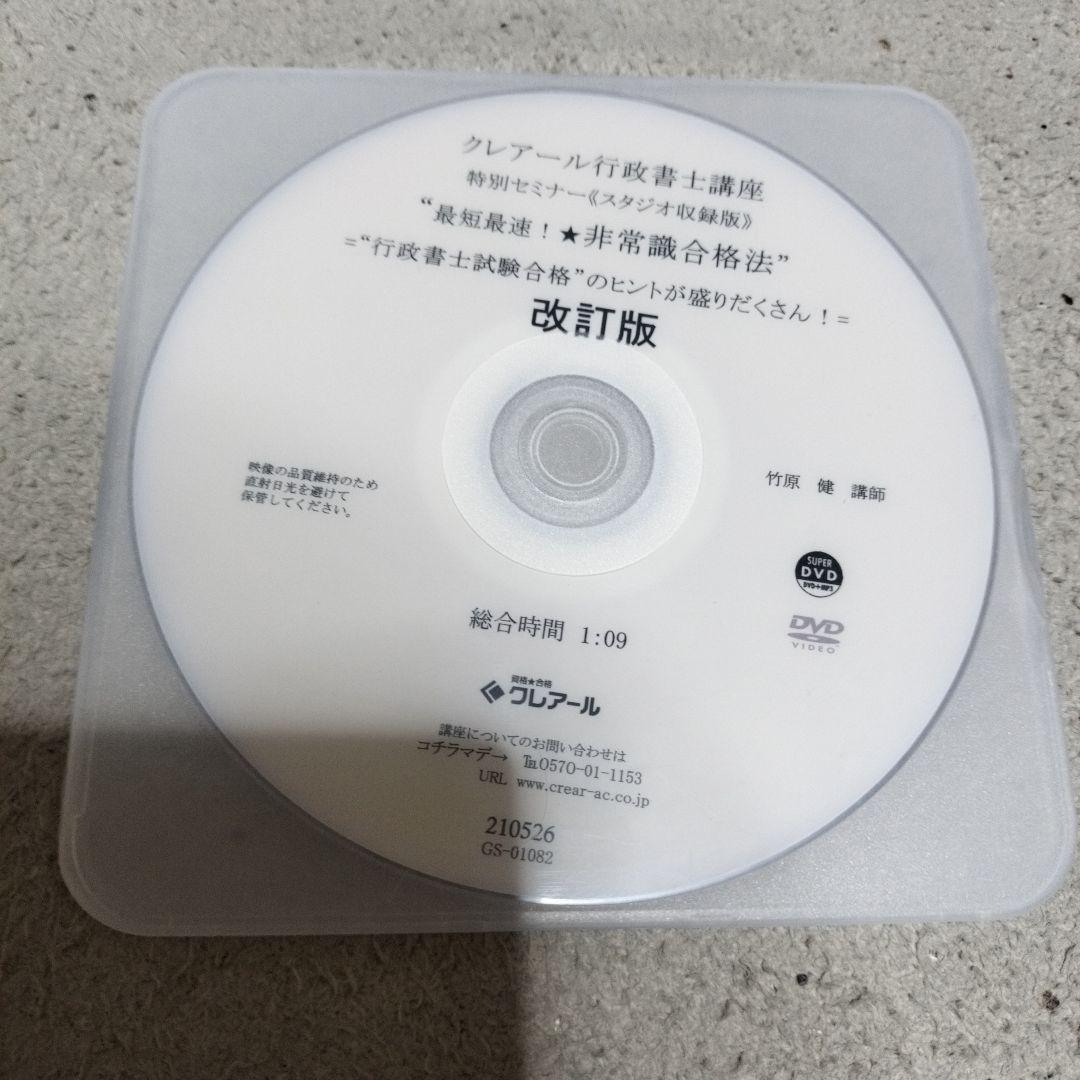 クレアール行政書士講座
特別セミナー《スタジオ収録版》
“最短最速！★非常識合格法”
=“行政書士試験合格”のヒントが盛りだくさん！=
改訂版
映像の品質維持のため
直射日光を避けて
保管してください。
竹原 健 講師
SUPER
DVD
DVD+MP3
DVD
VIDEO
総合時間 1:09
資格★合格
クレアール
講座についてのお問い合わせは
コチラマデ→ ℡0570-01-1153
URL www.crear-ac.co.jp
210526
GS-01082